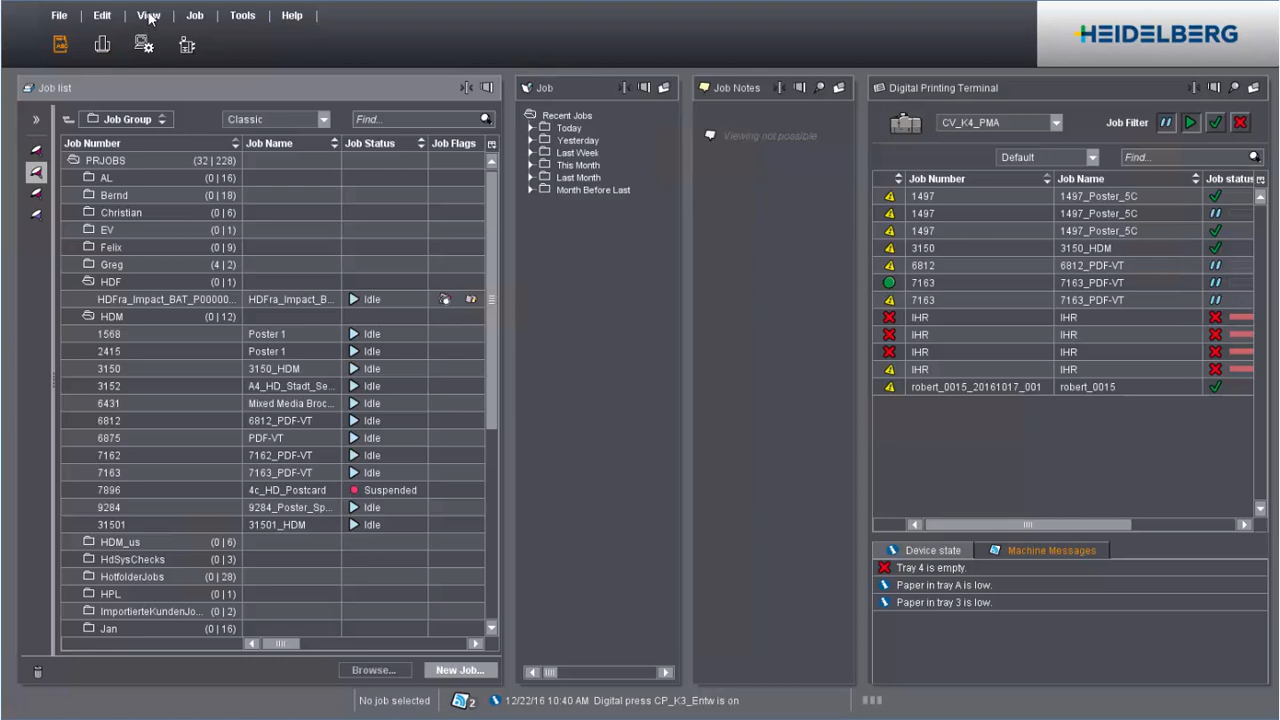 File | Edit | View | Job | Tools | Help |
HEIDELBERG
Job list
Job Group
Classic
Find...
Job Number Job Name Job Status Job Flags
PRJOBS (32 | 228)
AL (0 | 16)
Bernd (0 | 18)
Christian (0 | 6)
EV (0 | 1)
Felix (0 | 9)
Greg (4 | 2)
HDF (0 | 1)
HDFra_Impact_BAT_P00000... HDFra_Impact_B... Idle
HDM (0 | 12)
1568 Poster 1 Idle
2415 Poster 1 Idle
3150 3150_HDM Idle
3152 A4_HD_Stadt_Se... Idle
6431 Mixed Media Broc... Idle
6812 6812_PDF-VT Idle
6875 PDF-VT Idle
7162 7162_PDF-VT Idle
7163 7163_PDF-VT Idle
7896 4c_HD_Postcard Suspended
9284 9284_Poster_Sp... Idle
31501 31501_HDM Idle
HDM_us (0 | 6)
HdSysChecks (0 | 3)
HotfolderJobs (0 | 28)
HPL (0 | 1)
ImportierteKundenJo... (0 | 2)
Jan (0 | 16)
Browse... New Job...
Job
Recent Jobs
Today
Yesterday
Last Week
This Month
Last Month
Month Before Last
Job Notes
Viewing not possible
Digital Printing Terminal
CV_K4_PMA
Job Filter
Default
Find...
Job Number Job Name Job status
1497 1497_Poster_5C
1497 1497_Poster_5C
1497 1497_Poster_5C
3150 3150_HDM
6812 6812_PDF-VT
7163 7163_PDF-VT
7163 7163_PDF-VT
IHR IHR
IHR IHR
IHR IHR
IHR IHR
robert_0015_20161017_001 robert_0015
Device state Machine Messages
Tray 4 is empty.
Paper in tray A is low.
Paper in tray 3 is low.
No job selected 2 12/22/16 10:40 AM Digital press CP_K3_Entw is on